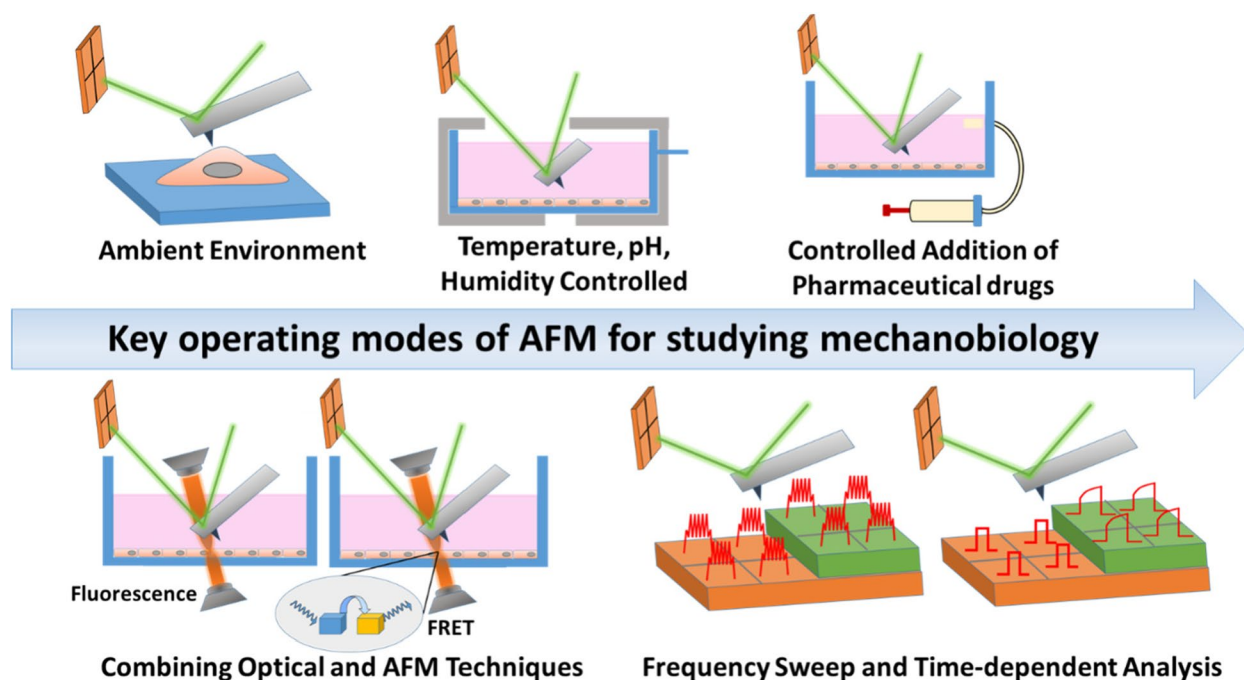 Ambient Environment
Temperature, pH,
Humidity Controlled
Controlled Addition of
Pharmaceutical drugs
Key operating modes of AFM for studying mechanobiology
Fluorescence
FRET
Combining Optical and AFM Techniques
Frequency Sweep and Time-dependent Analysis